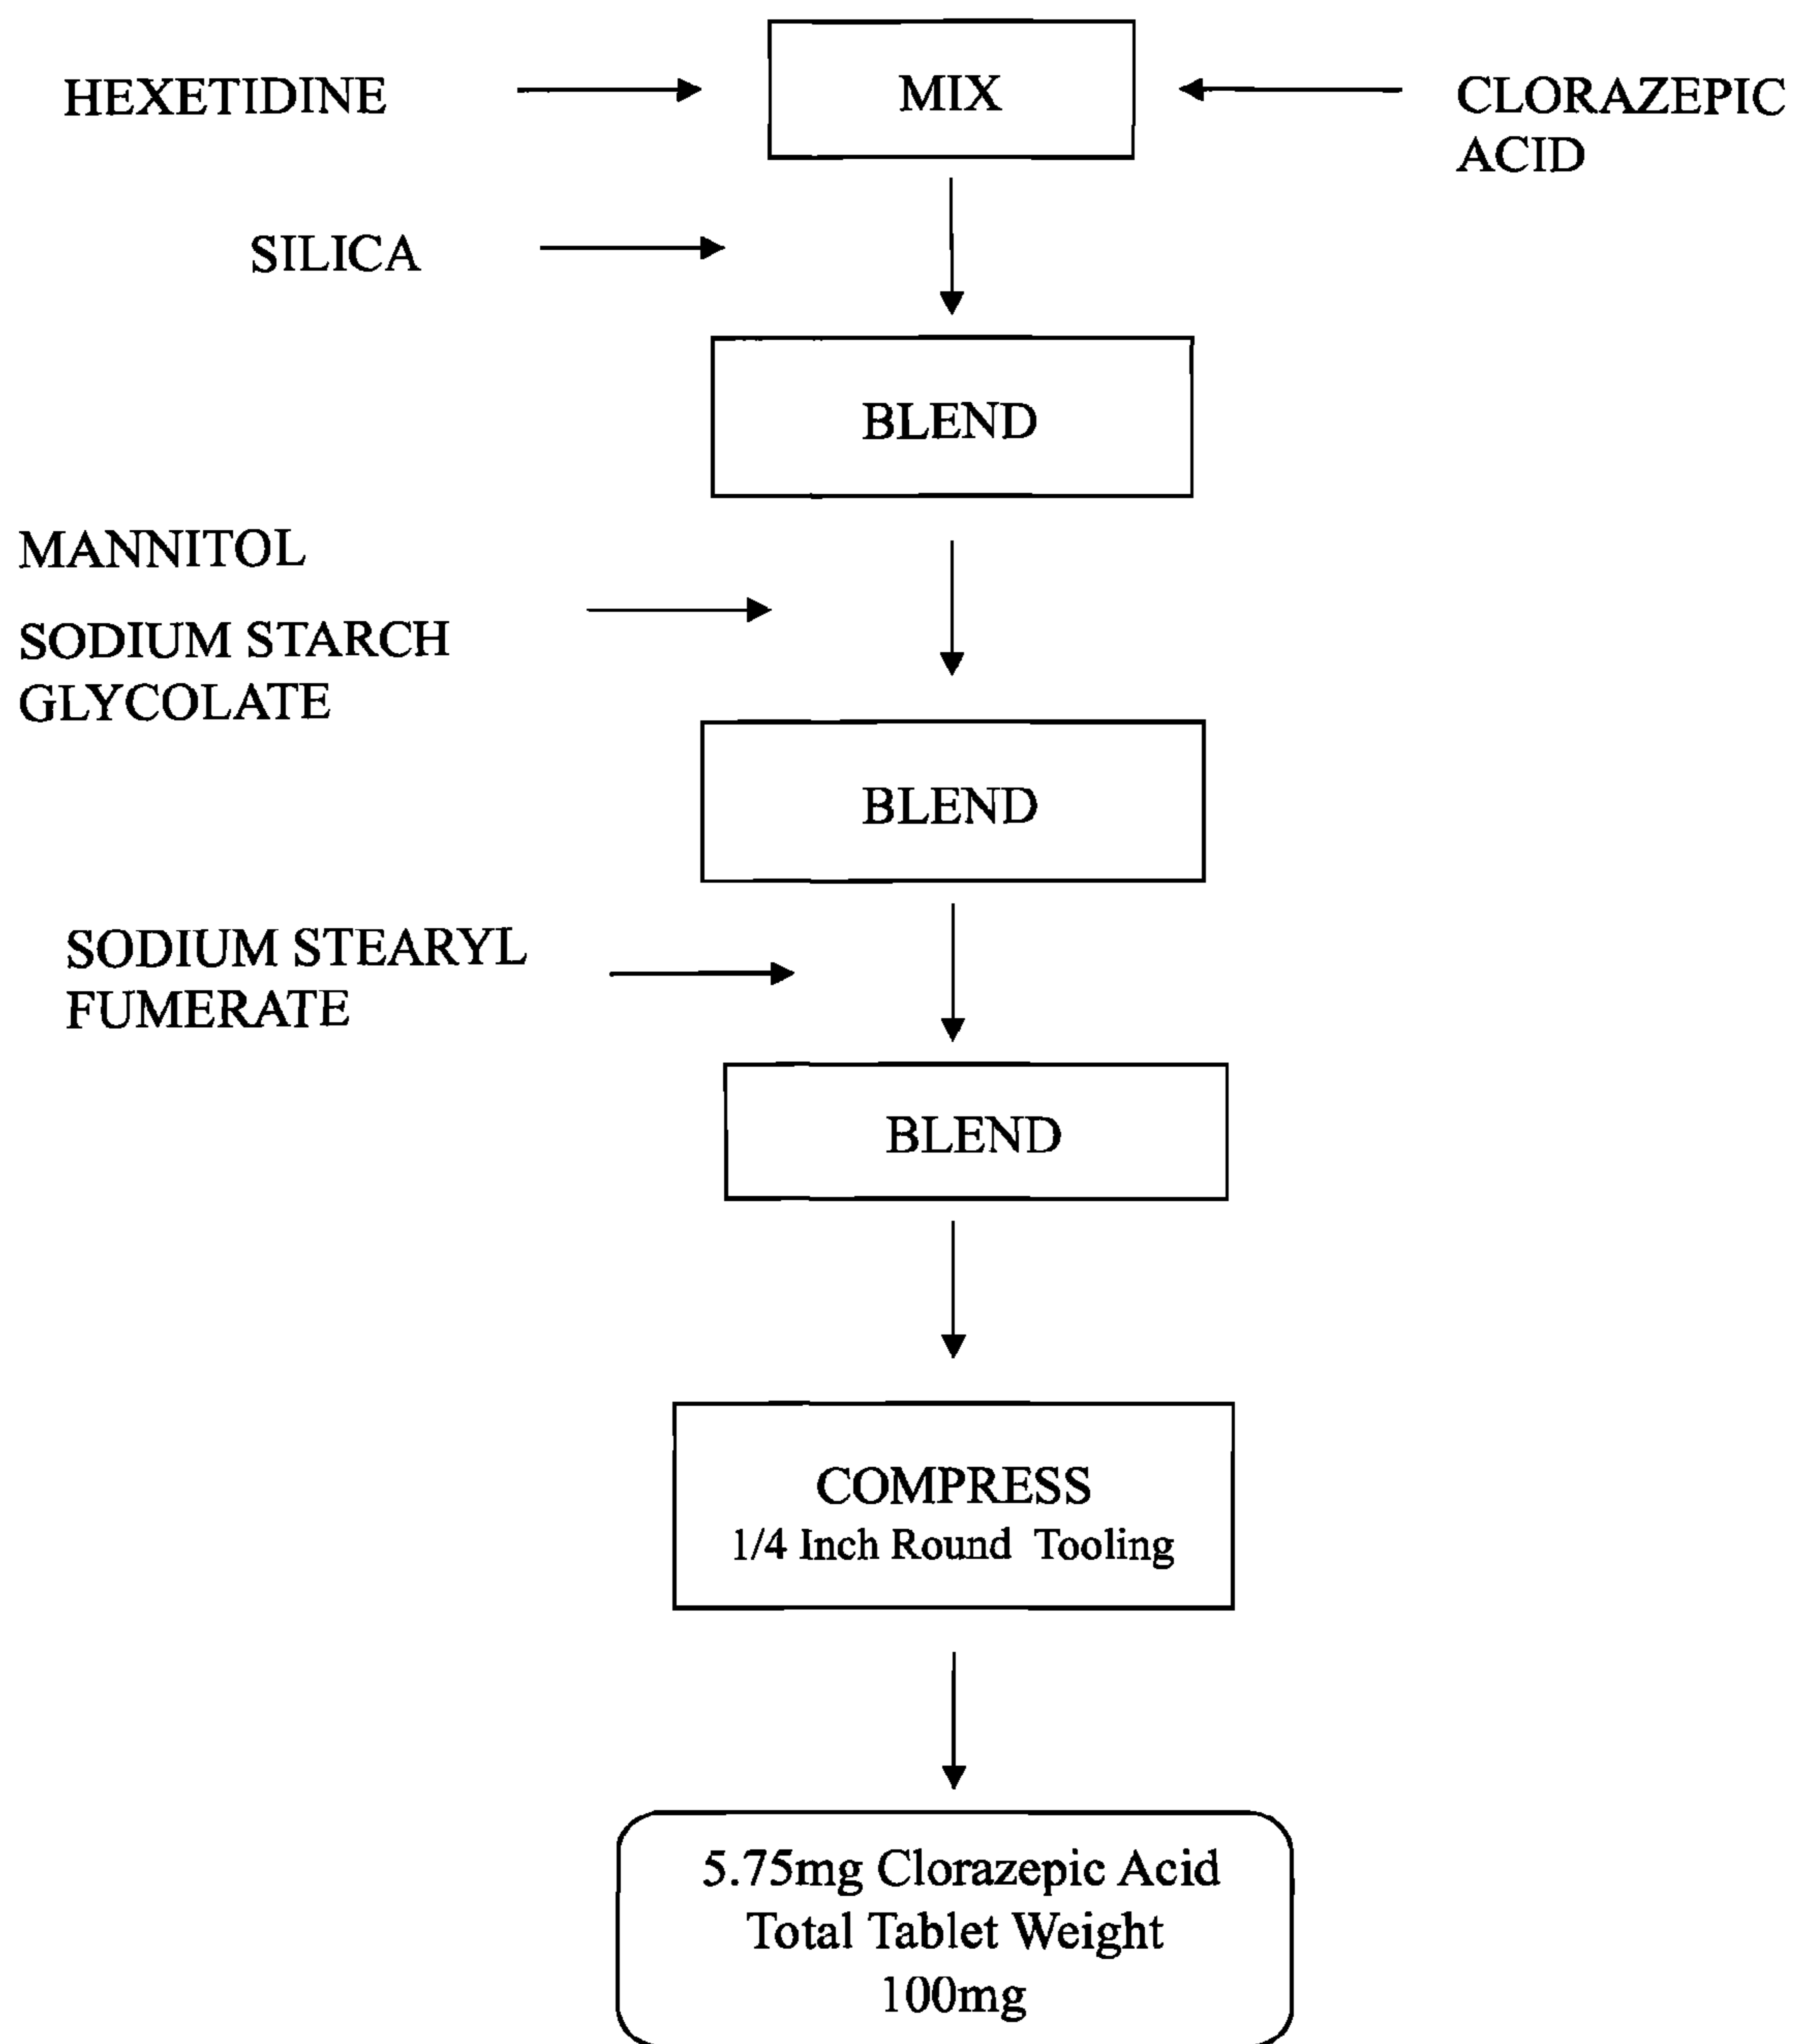 HEXETIDINE
MIX
CLORAZEPIC
ACID
SILICA
BLEND
MANNITOL
SODIUM STARCH
GLYCOLATE
BLEND
SODIUM STEARYL
FUMERATE
BLEND
COMPRESS
1/4 Inch Round Tooling
5.75mg Clorazepic Acid
Total Tablet Weight
100mg